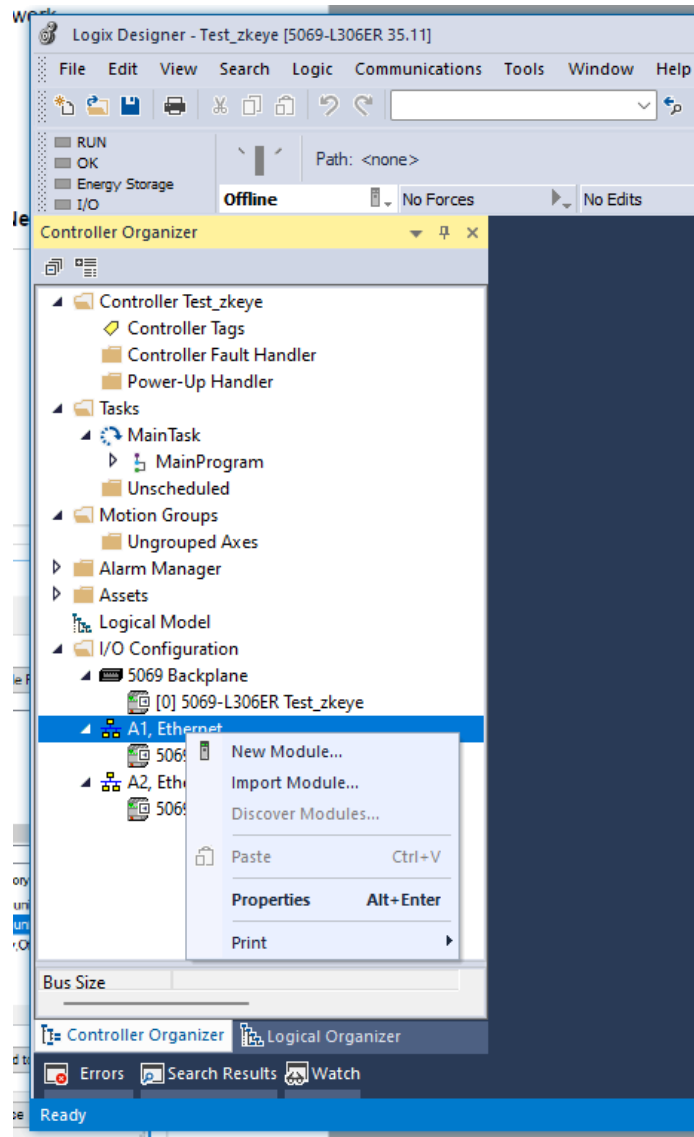 Logix Designer - Test_zkeye [5069-L306ER 35.11]
File Edit View Search Logic Communications Tools Window Help
RUN
OK
Energy Storage
I/O
Path: <none>
Offline
No Forces
No Edits
Controller Organizer
Controller Test_zkeye
Controller Tags
Controller Fault Handler
Power-Up Handler
Tasks
MainTask
MainProgram
Unscheduled
Motion Groups
Ungrouped Axes
Alarm Manager
Assets
Logical Model
I/O Configuration
5069 Backplane
[0] 5069-L306ER Test_zkeye
A1, Ethernet
5069
A2, Eth
5069
New Module...
Import Module...
Discover Modules...
Paste Ctrl+V
Properties Alt+Enter
Print
Bus Size
Controller Organizer
Logical Organizer
Errors
Search Results
Watch
Ready